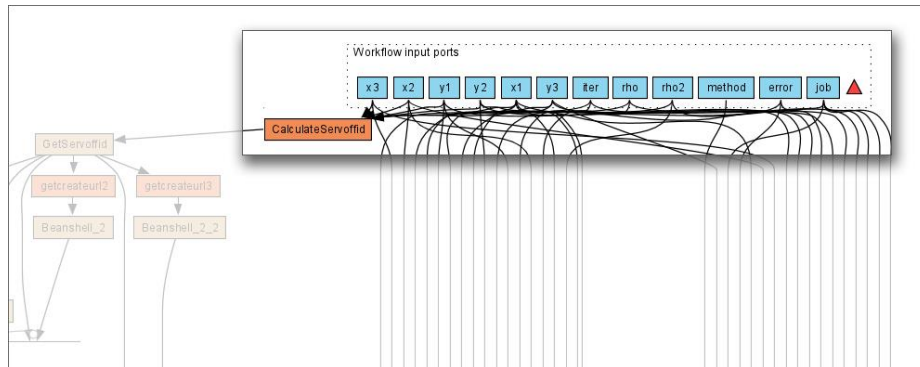 Workflow input ports
x3 x2 y1 y2 x1 y3 iter rho rho2 method error job
CalculateServoffid
GetServoffid
getcreateurl2 getcreateurl3
Beanshell_2 Beanshell_2_2